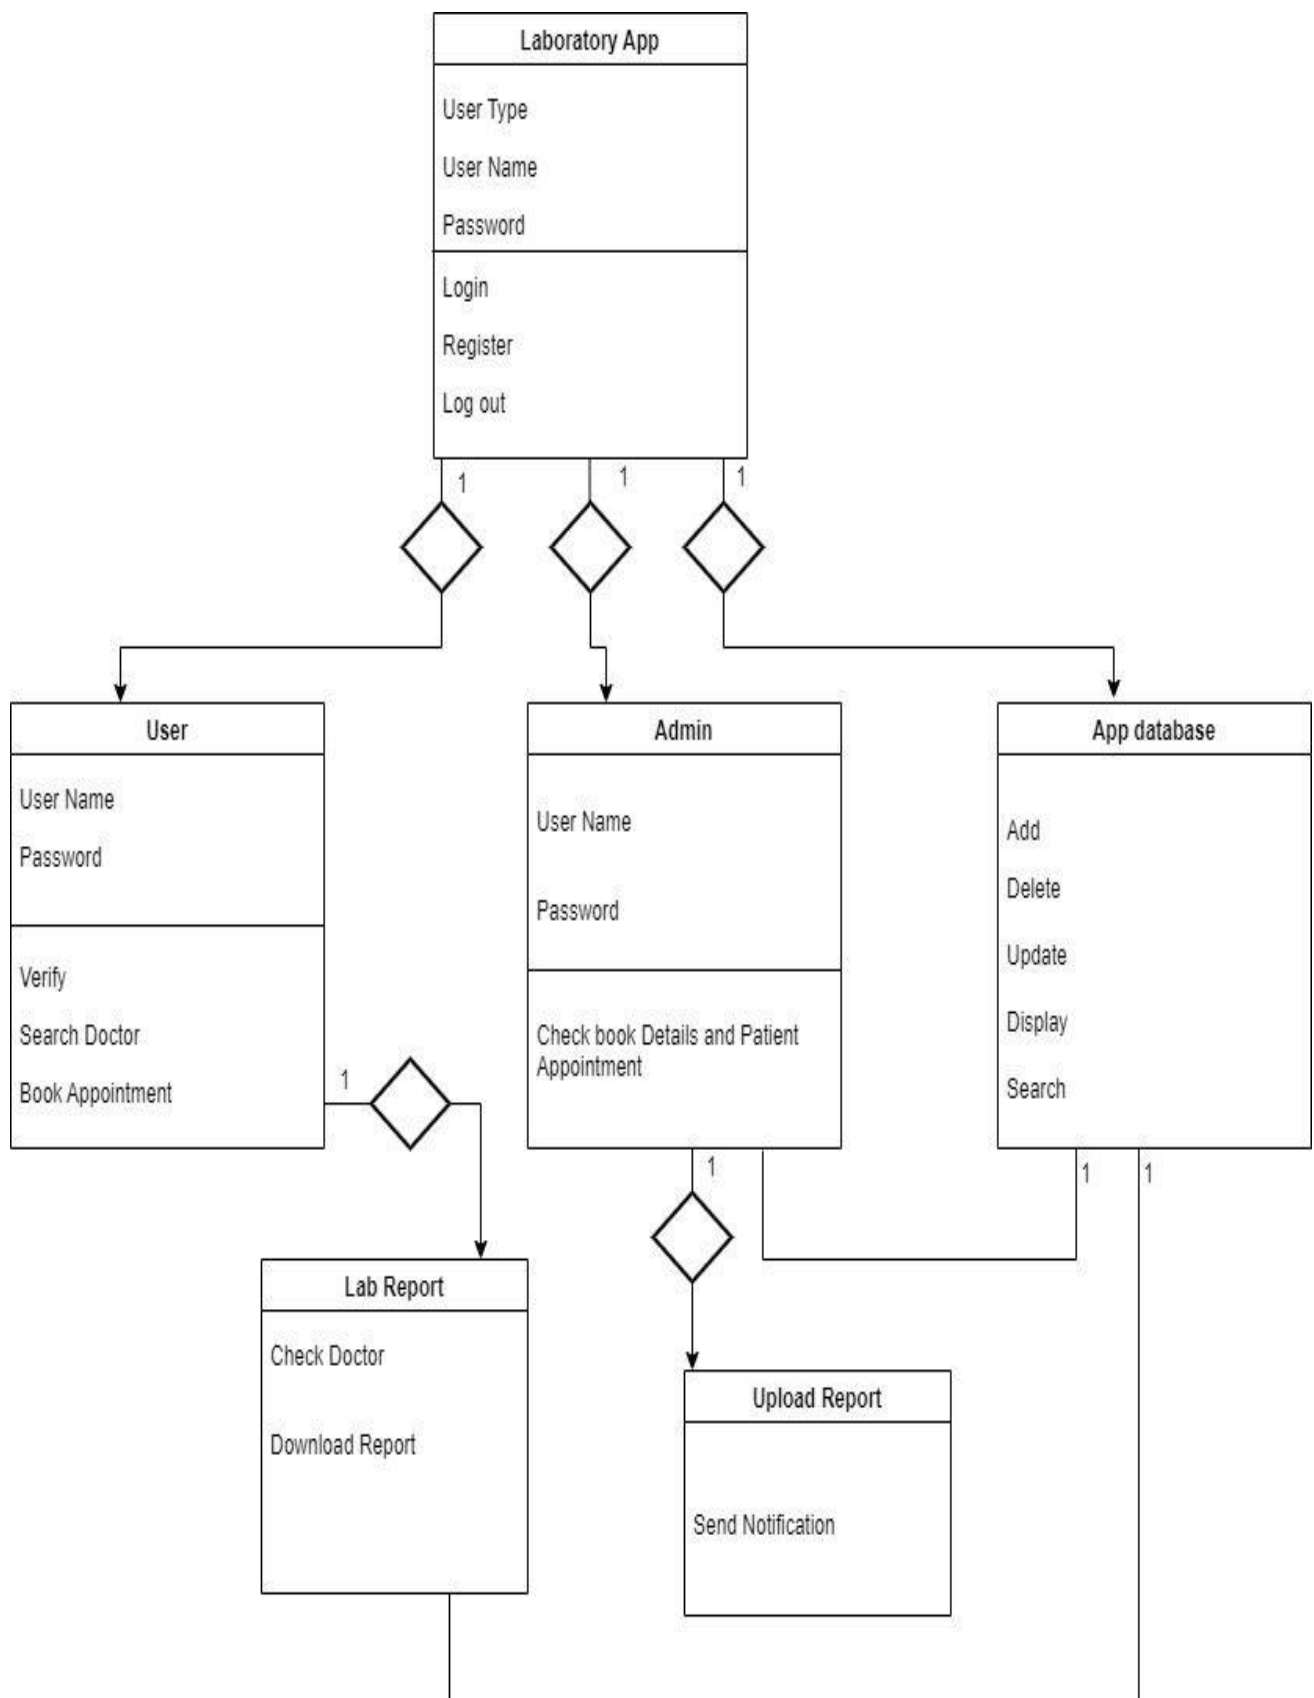 Laboratory App
User Type
User Name
Password
Login
Register
Log out
1
1
1
User
User Name
Password
Verify
Search Doctor
Book Appointment
1
Admin
User Name
Password
Check book Details and Patient
Appointment
1
App database
Add
Delete
Update
Display
Search
1
1
Lab Report
Check Doctor
Download Report
Upload Report
Send Notification